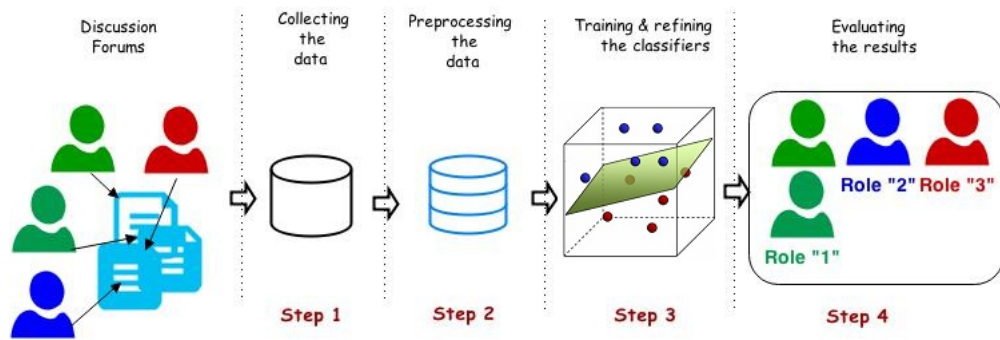 Discussion
Forums
Collecting
the
data
Preprocessing
the
data
Training & refining
the classifiers
Evaluating
the results
Role "2"
Role "3"
Role "1"
Step 1
Step 2
Step 3
Step 4